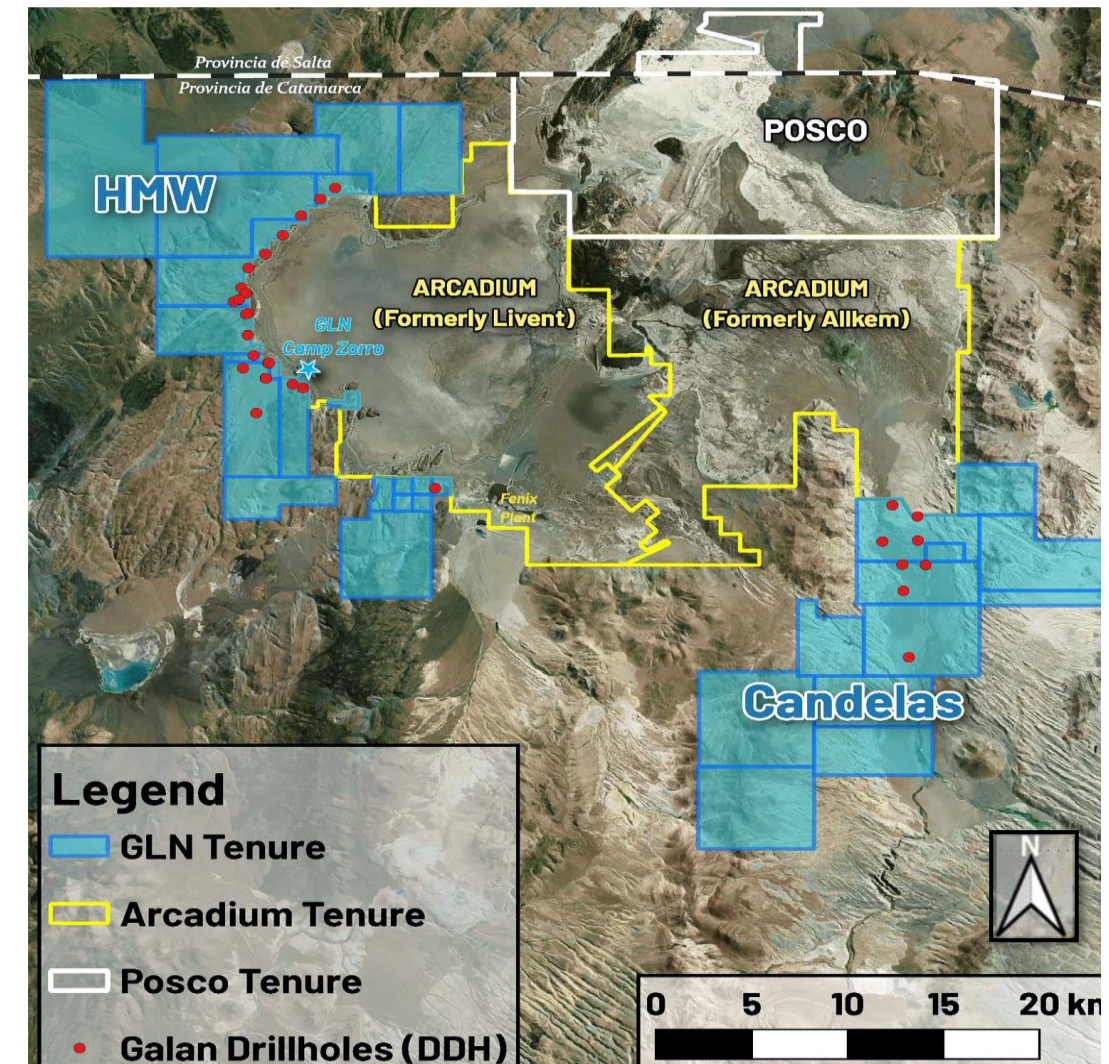 Provincia de Salta
Provincia de Catamarca
POSCO
HMW
ARCADIUM
(Formerly Livent)
ARCADIUM
(Formerly Allkem)
GLN
Camp Zorro
Fenix
Plant
Candelas
Legend
GLN Tenure
Arcadium Tenure
Posco Tenure
Galan Drillholes (DDH)
N
0 5 10 15 20 km